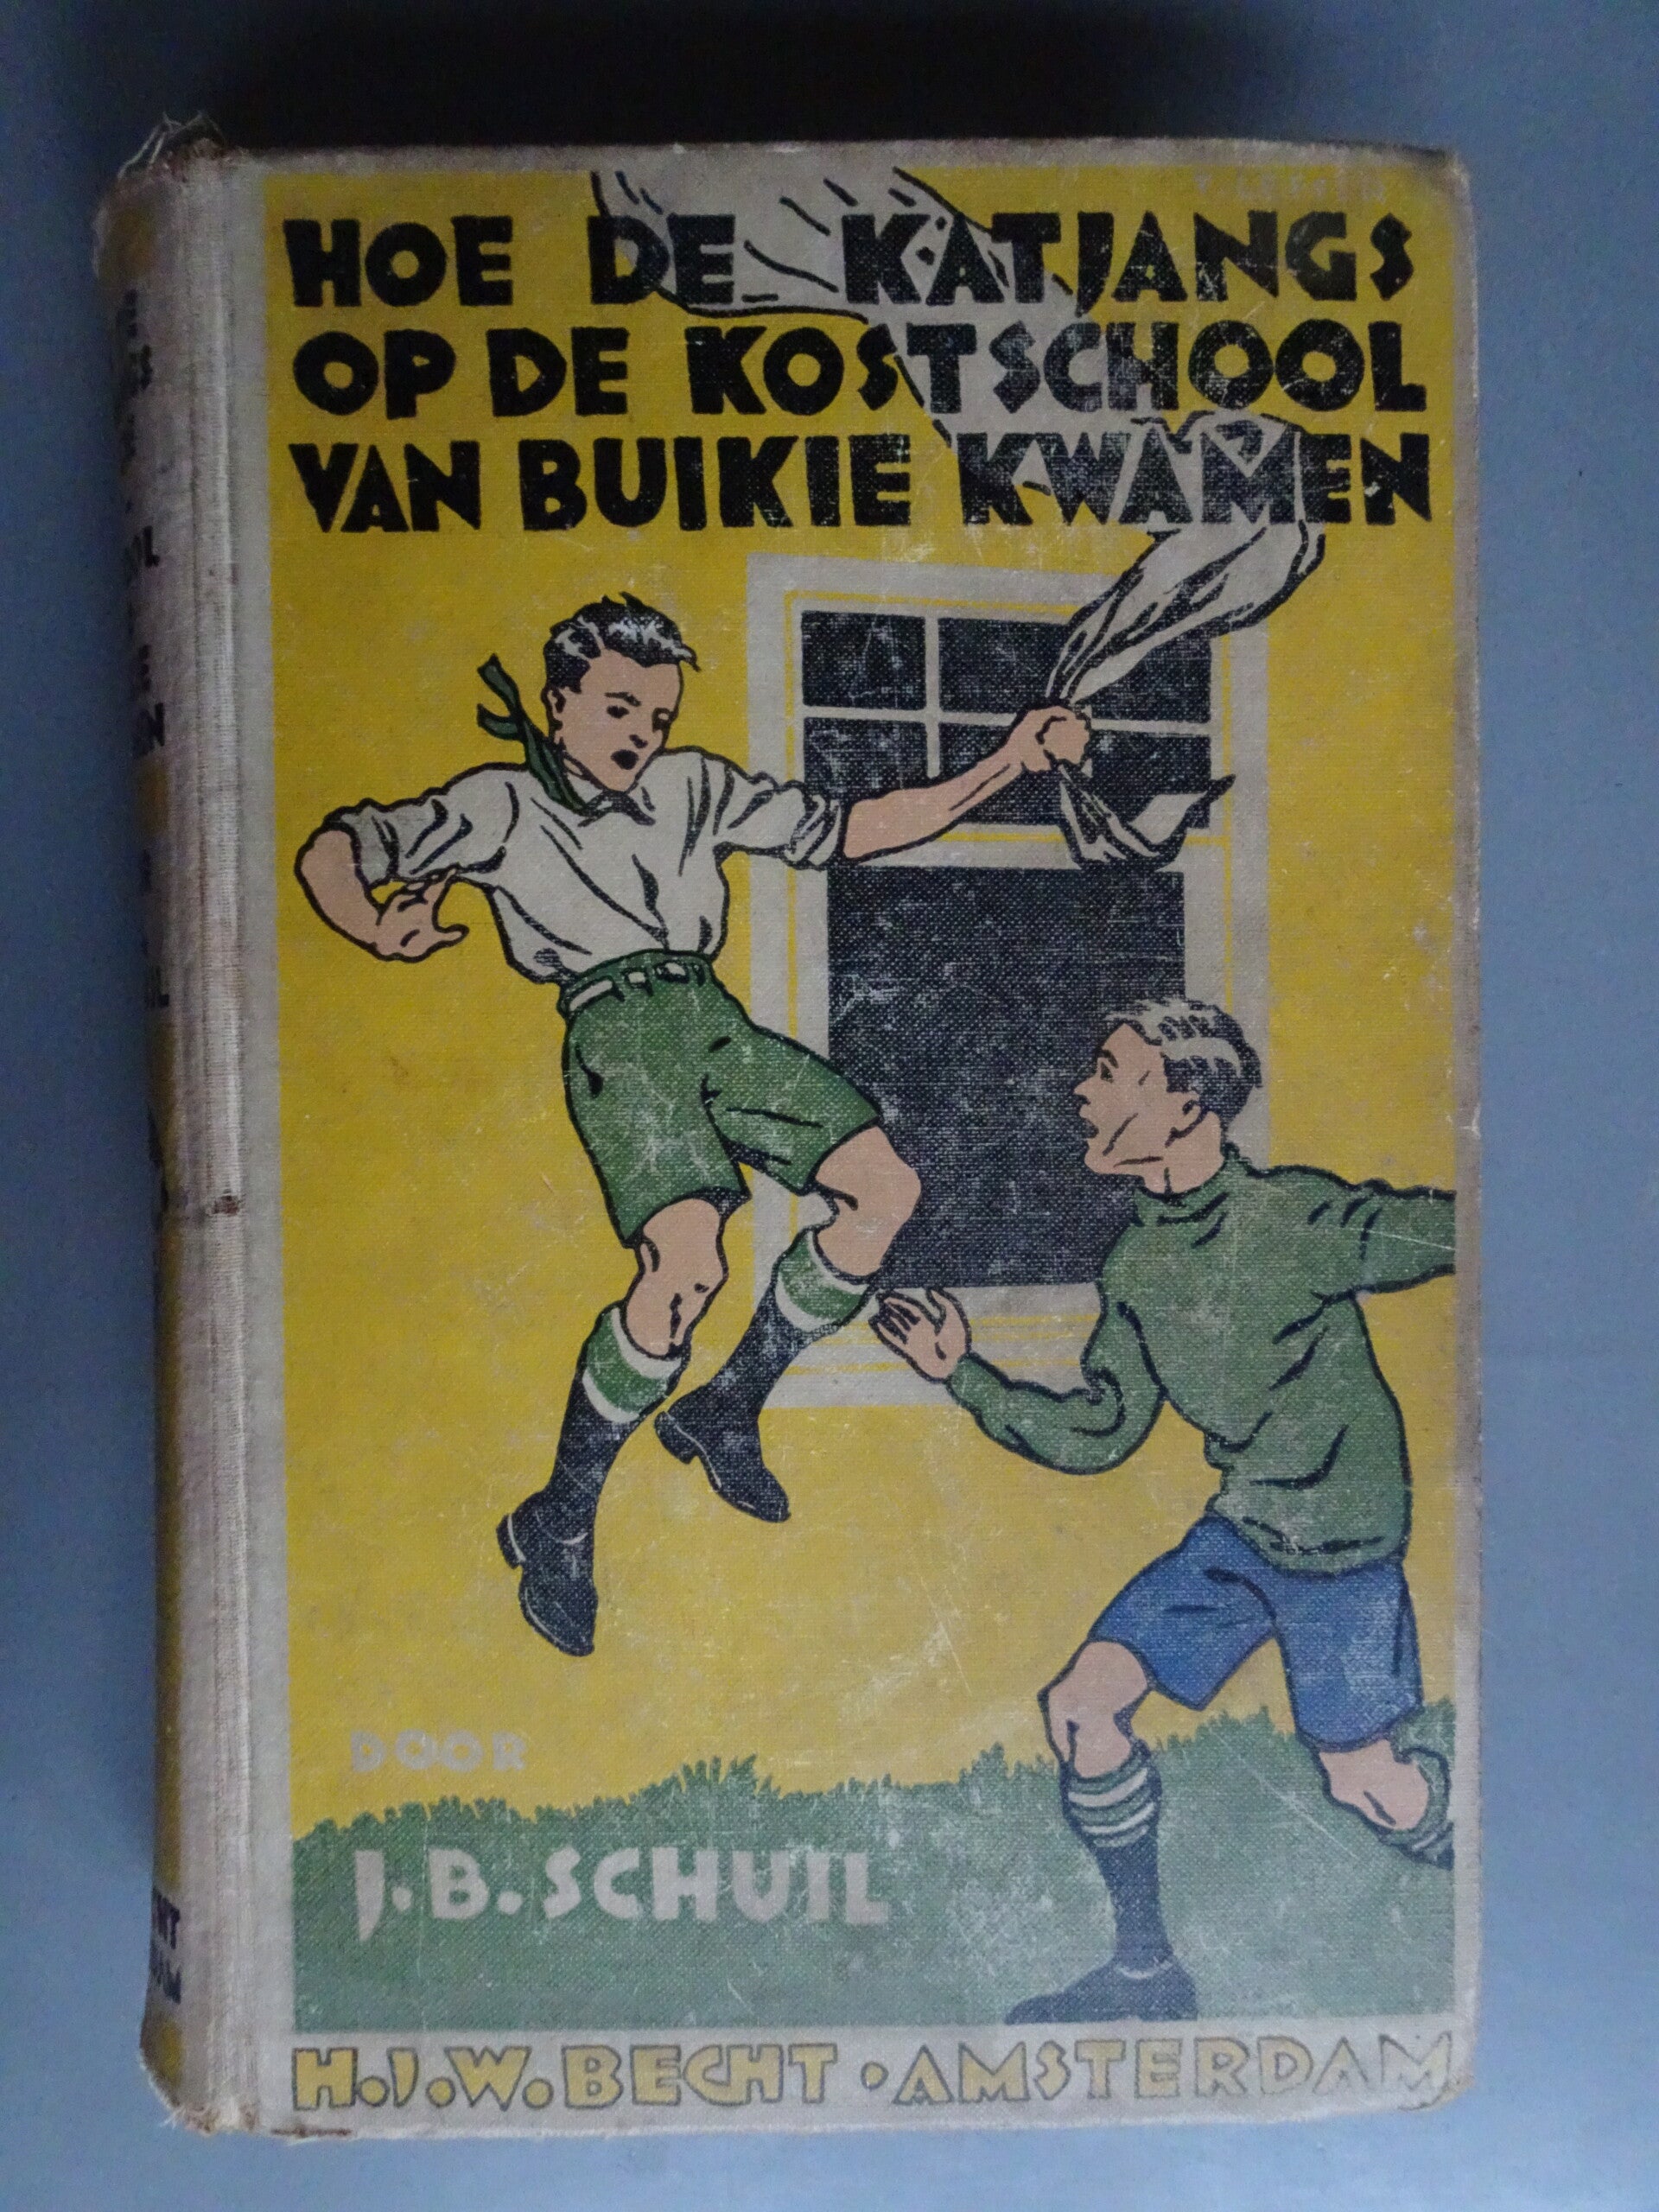 HOE DE KATJANGS
OP DE KOSTSCHOOL
VAN BUIKIE KWAMEN
DOOR
J.B. SCHUIL
H.J.W. BECHT • AMSTERDAM